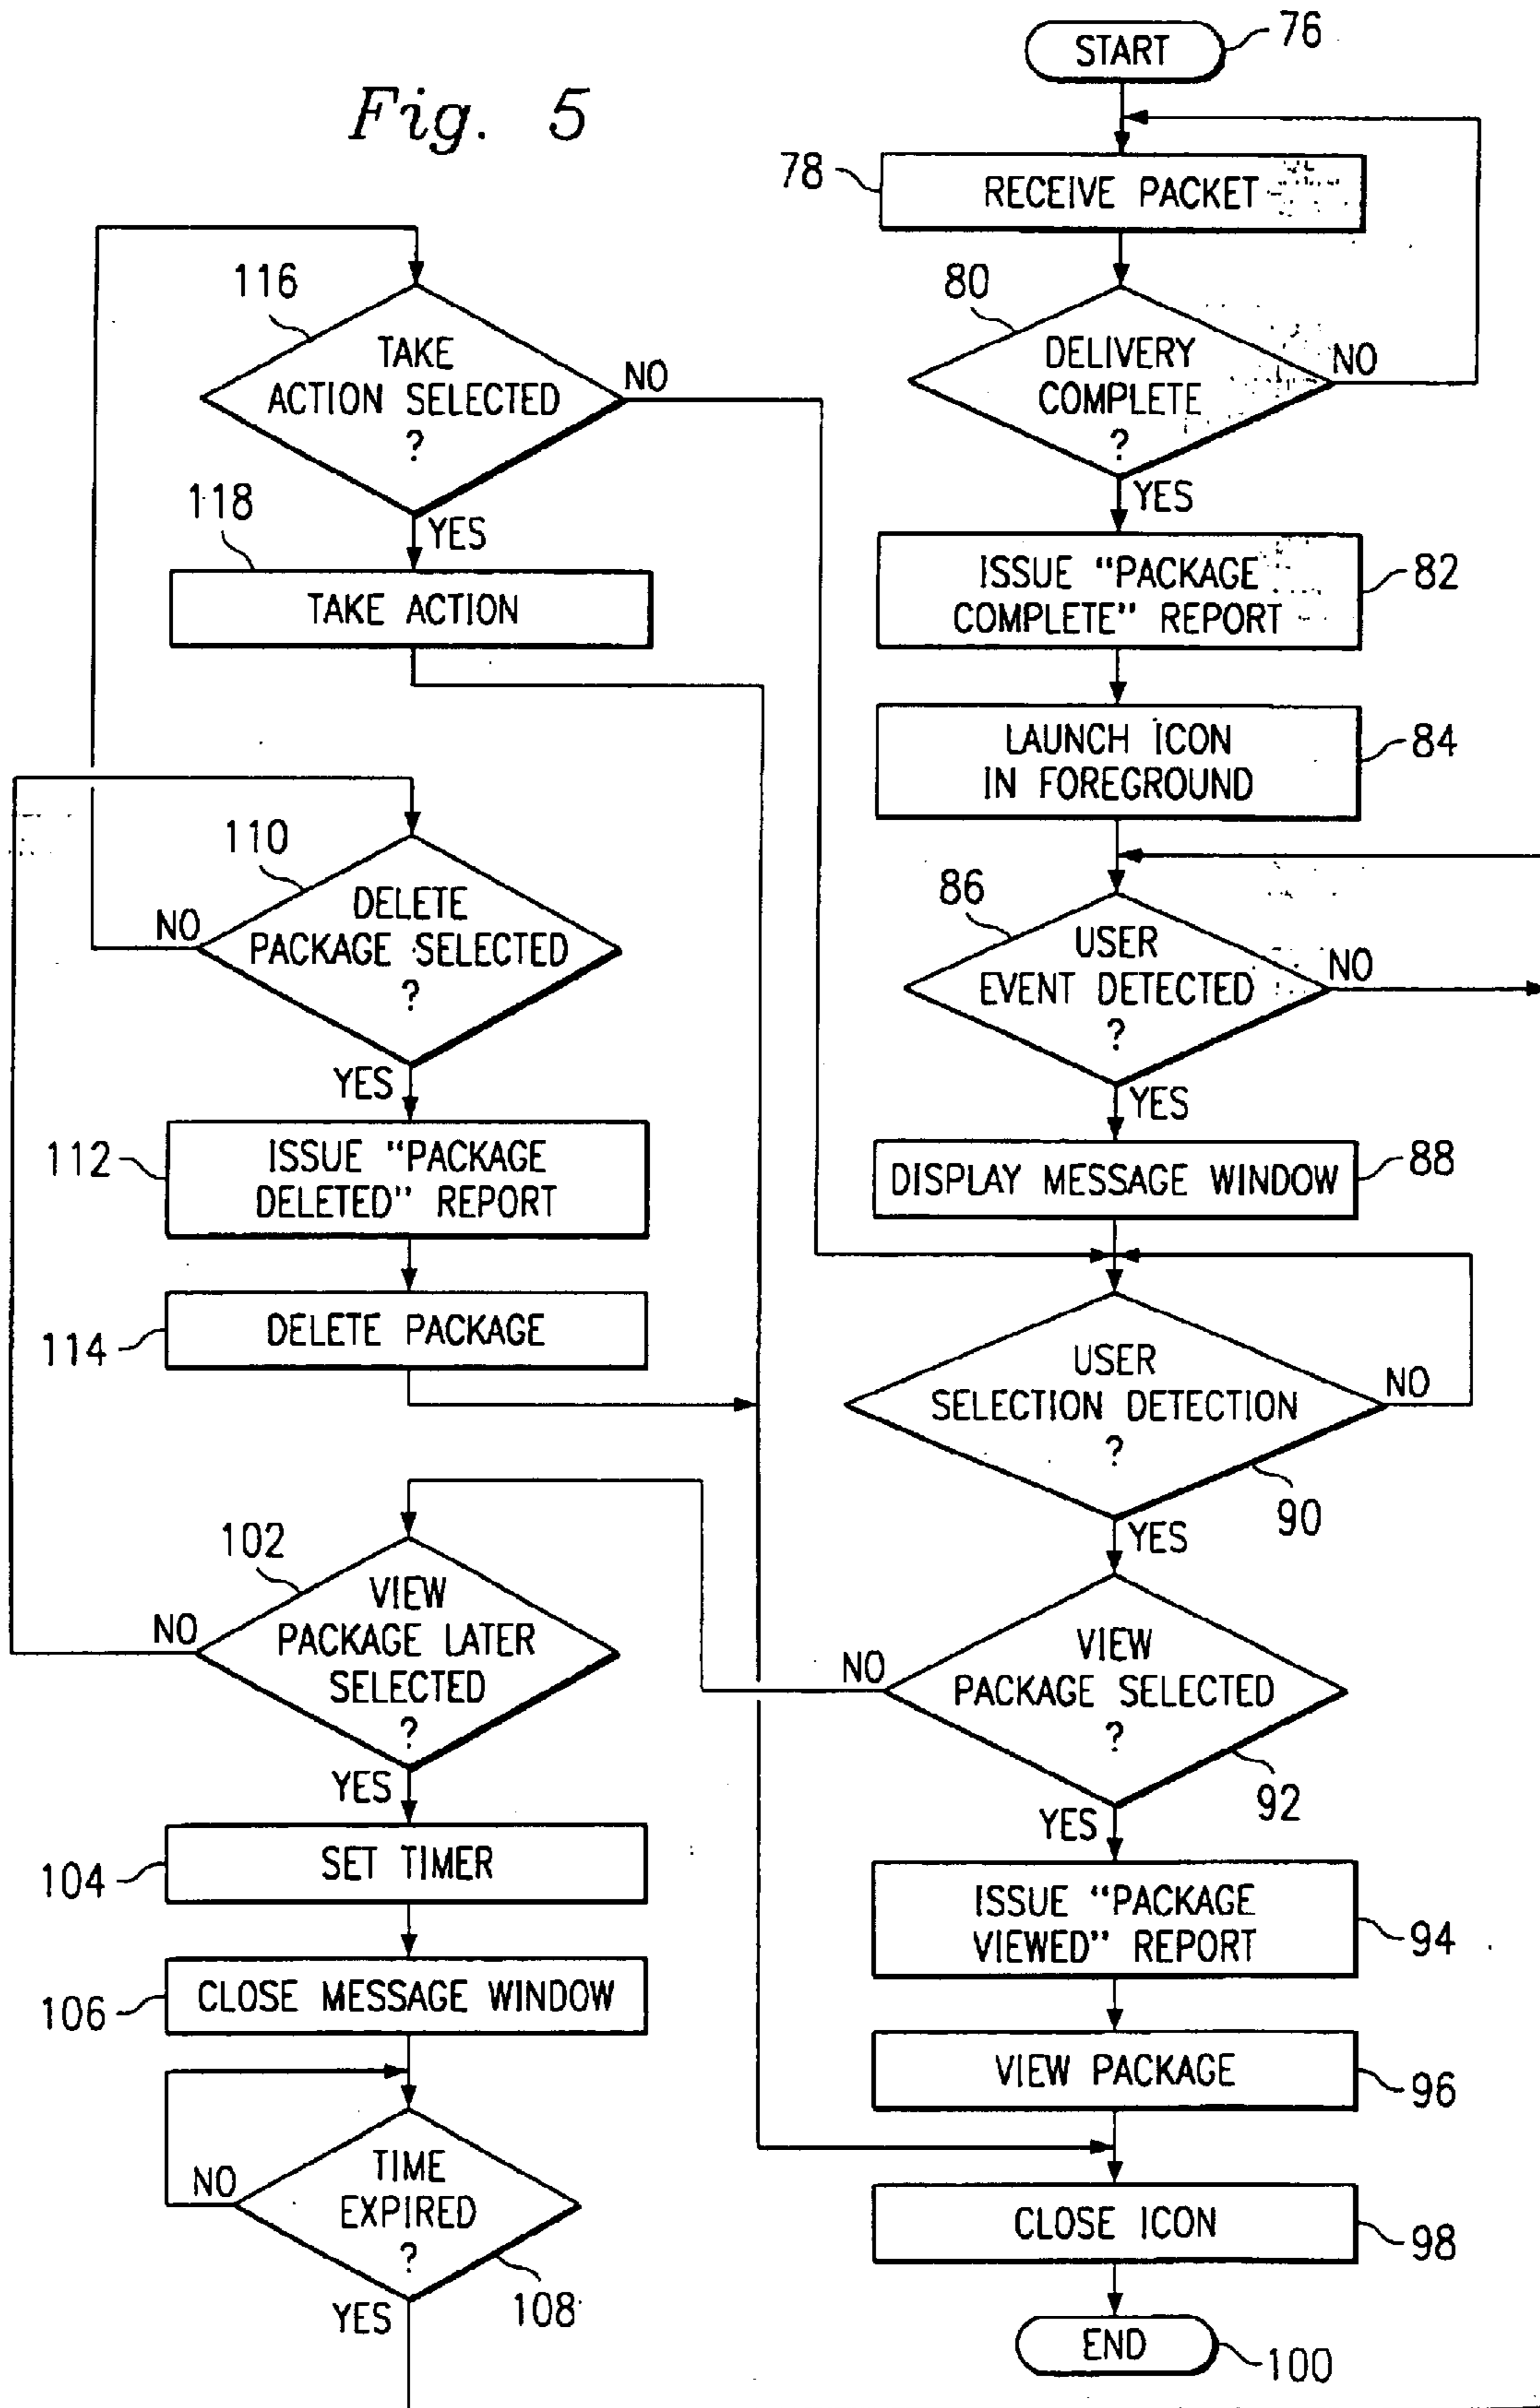 Fig. 5
START
76
78
RECEIVE PACKET
80
DELIVERY
COMPLETE
?
NO
YES
ISSUE "PACKAGE
COMPLETE" REPORT
82
LAUNCH ICON
IN FOREGROUND
84
86
USER
EVENT DETECTED
?
NO
YES
DISPLAY MESSAGE WINDOW
88
USER
SELECTION DETECTION
?
NO
90
YES
VIEW
PACKAGE SELECTED
?
NO
92
YES
ISSUE "PACKAGE
VIEWED" REPORT
94
VIEW PACKAGE
96
CLOSE ICON
98
END
100
116
TAKE
ACTION SELECTED
?
NO
YES
118
TAKE ACTION
110
DELETE
PACKAGE SELECTED
?
NO
YES
112
ISSUE "PACKAGE
DELETED" REPORT
114
DELETE PACKAGE
102
VIEW
PACKAGE LATER
SELECTED
?
NO
YES
104
SET TIMER
106
CLOSE MESSAGE WINDOW
TIME
EXPIRED
?
NO
108
YES